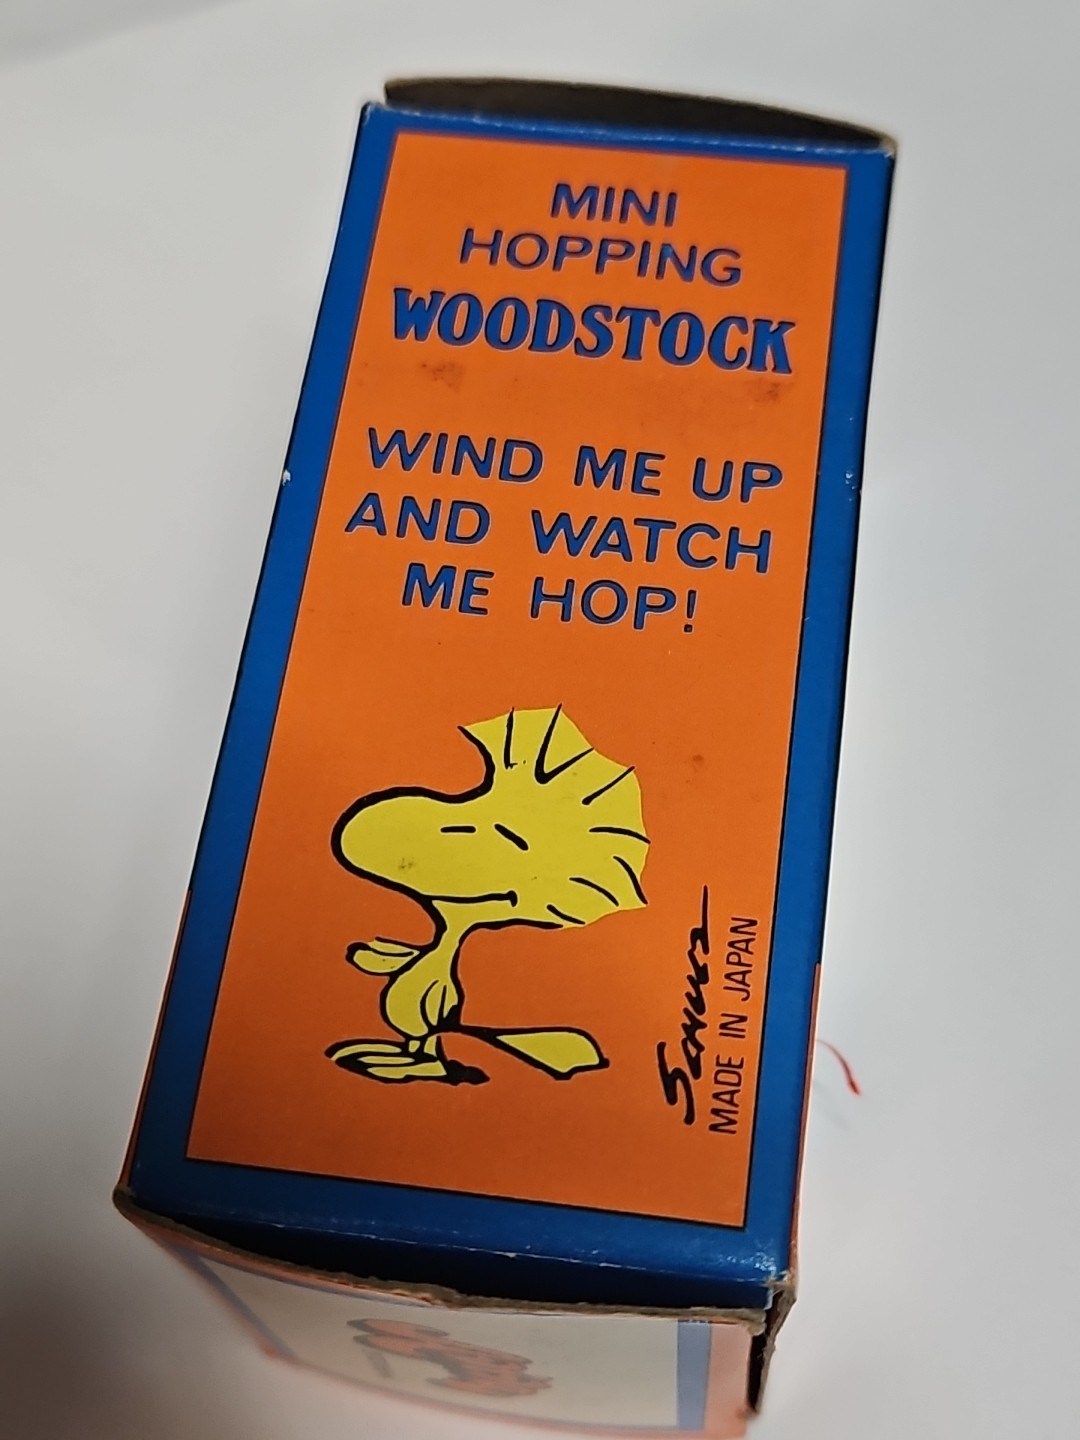 MINI
HOPPING
WOODSTOCK
WIND ME UP
AND WATCH
ME HOP!
SCHULZ
MADE IN JAPAN